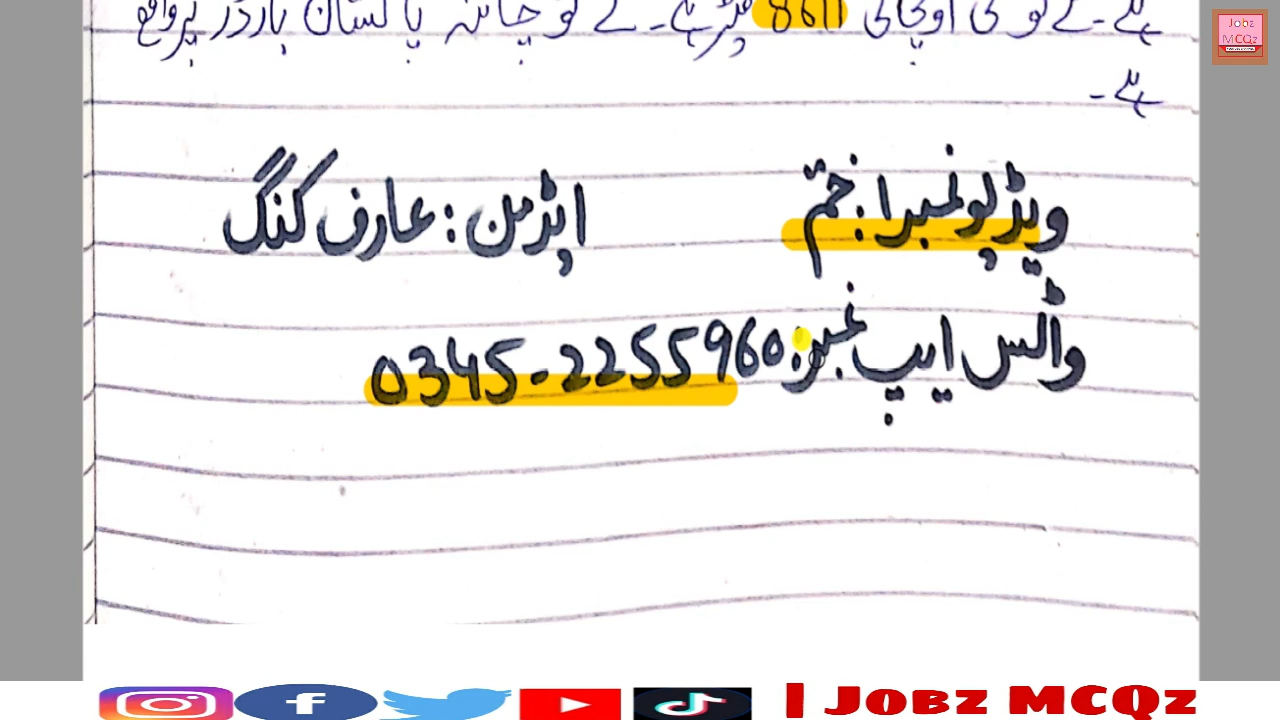 ہے۔ کے ٹو کی اونچائی 8611 میٹر ہے۔ کے ٹو چائنہ پاکستان بارڈر پر واقع
ہے۔
ویڈیو نمبر 1: ختم
ایڈمن: عارف کنگ
واٹس ایپ نمبر: 0345-2255960
Jobz
MCQz
| Jobz MCQz